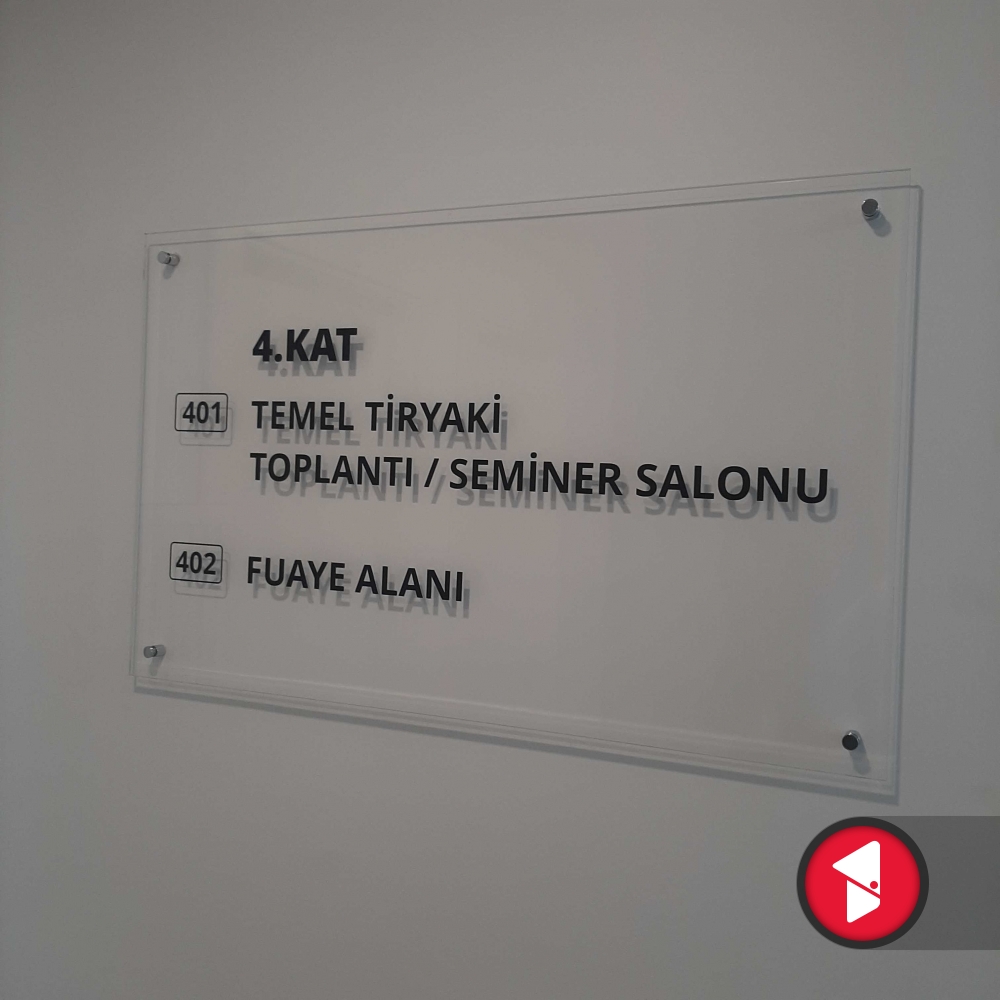 4.KAT
401 TEMEL TİRYAKİ
TOPLANTI / SEMİNER SALONU
402 FUAYE ALANI